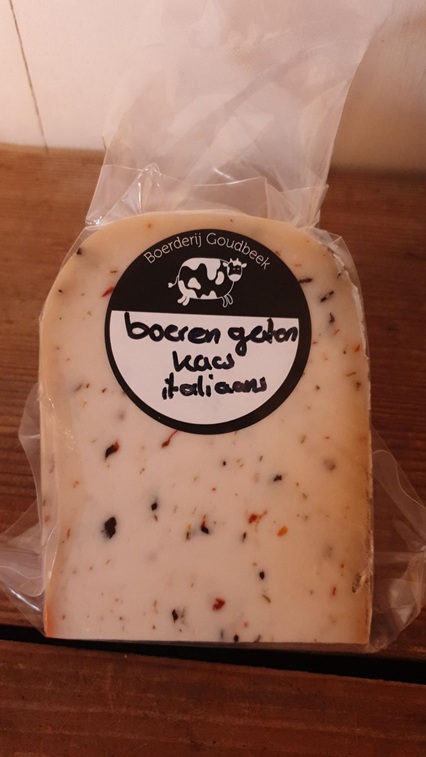 Boerderij Goudbeek
boeren geiten
kaas
italiaans